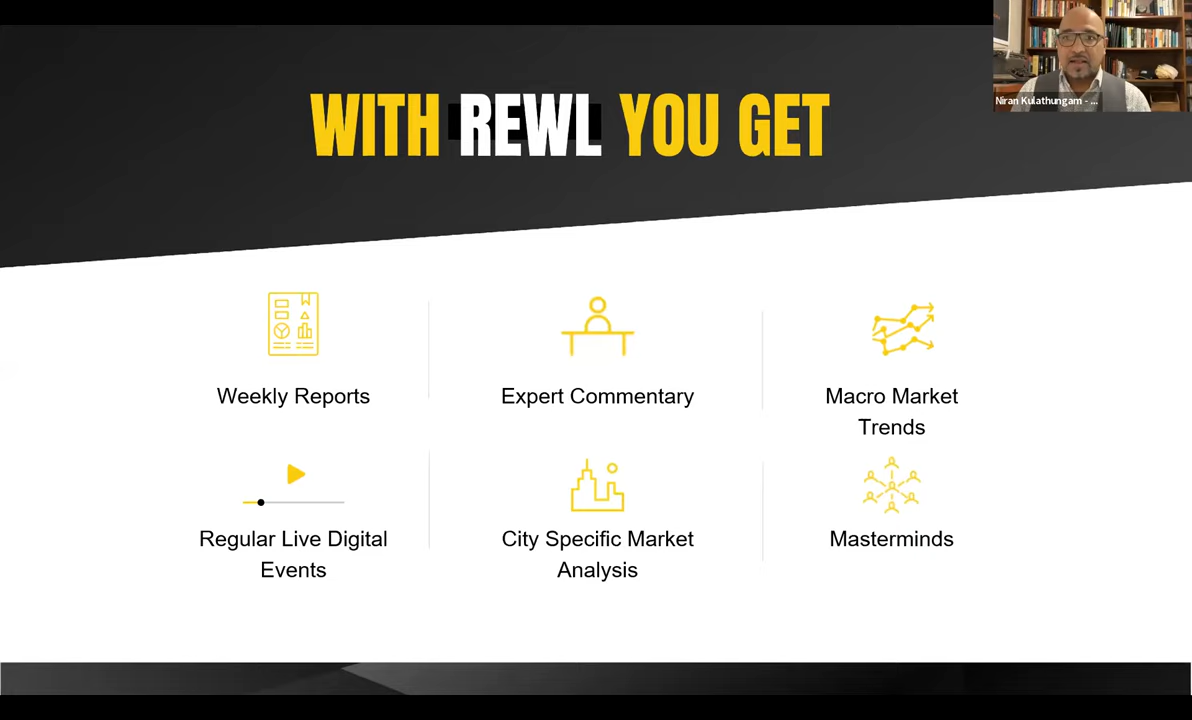 WITH REWL YOU GET
Niran Kulathungam - ...
Weekly Reports
Expert Commentary
Macro Market
Trends
Regular Live Digital
Events
City Specific Market
Analysis
Masterminds